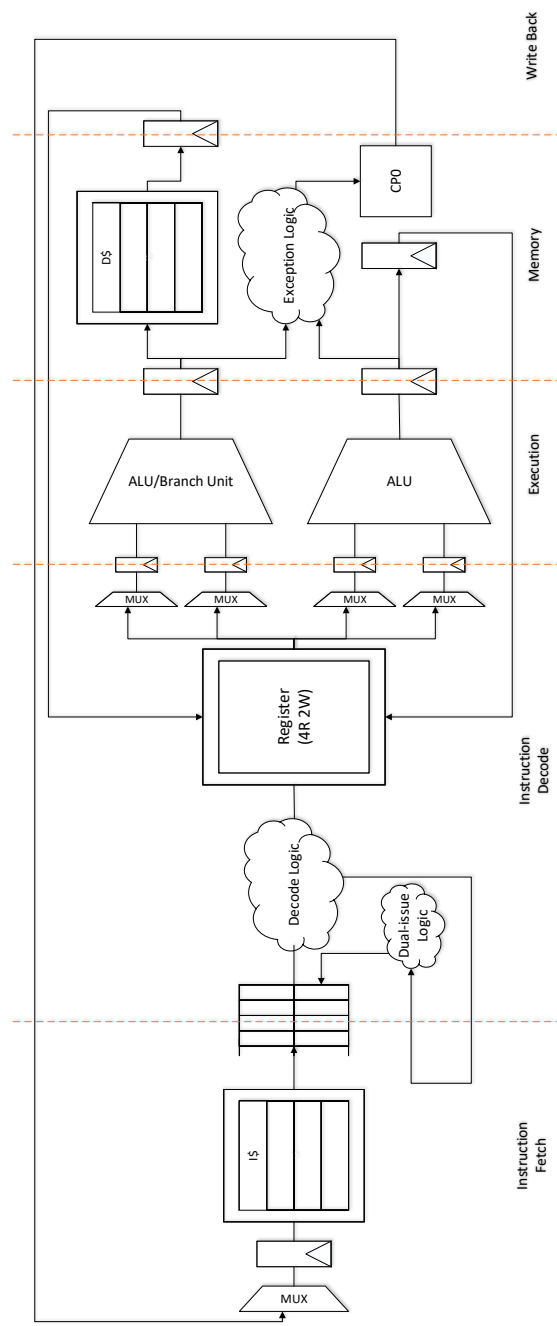 MUX
I$
Instruction
Fetch
Dual-issue
Logic
Decode Logic
Register
(4R 2W)
Instruction
Decode
MUX
MUX
MUX
MUX
ALU/Branch Unit
ALU
Execution
D$
Exception Logic
CP0
Memory
Write Back